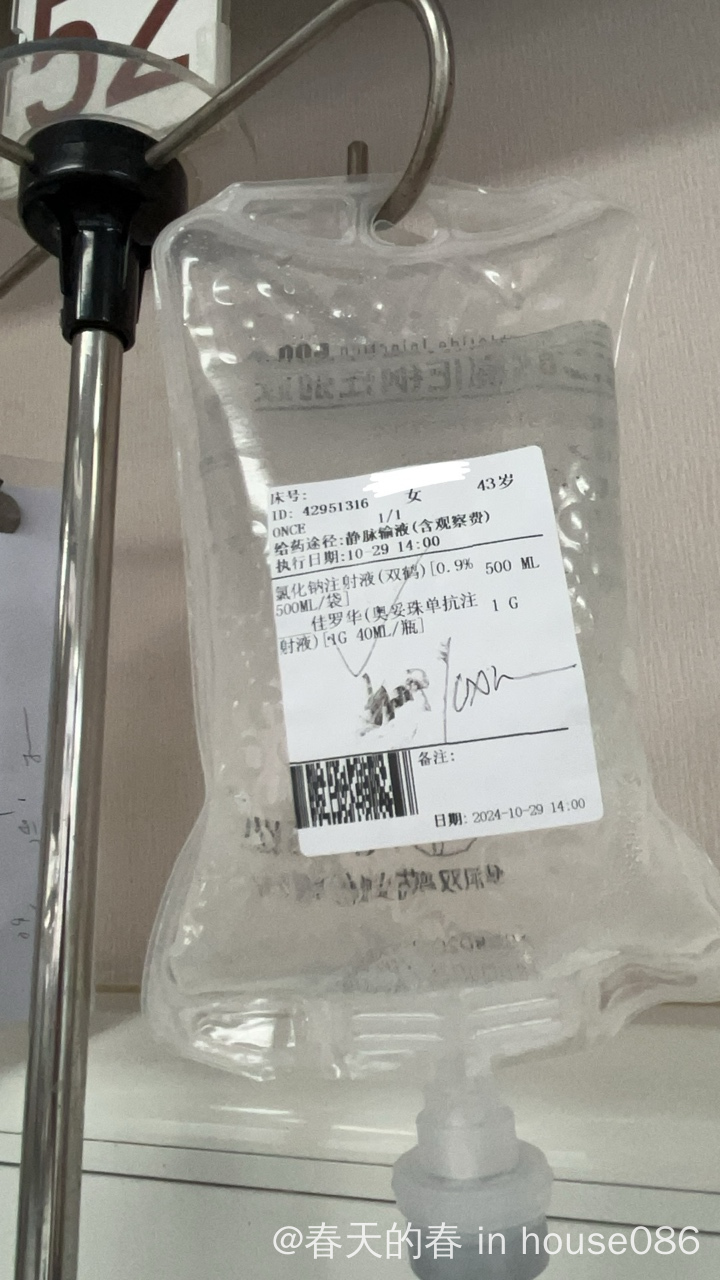 52
床号:
ID: 42951316 女 43岁
ONCE 1/1
给药途径:静脉输液(含观察费)
执行日期:10-29 14:00
氯化钠注射液(双鹤)[0.9% 500 ML
500ML/袋]
佳罗华(奥妥珠单抗注 1 G
射液)[1G 40ML/瓶]
备注:
日期: 2024-10-29 14:00
@春天的春 in house086